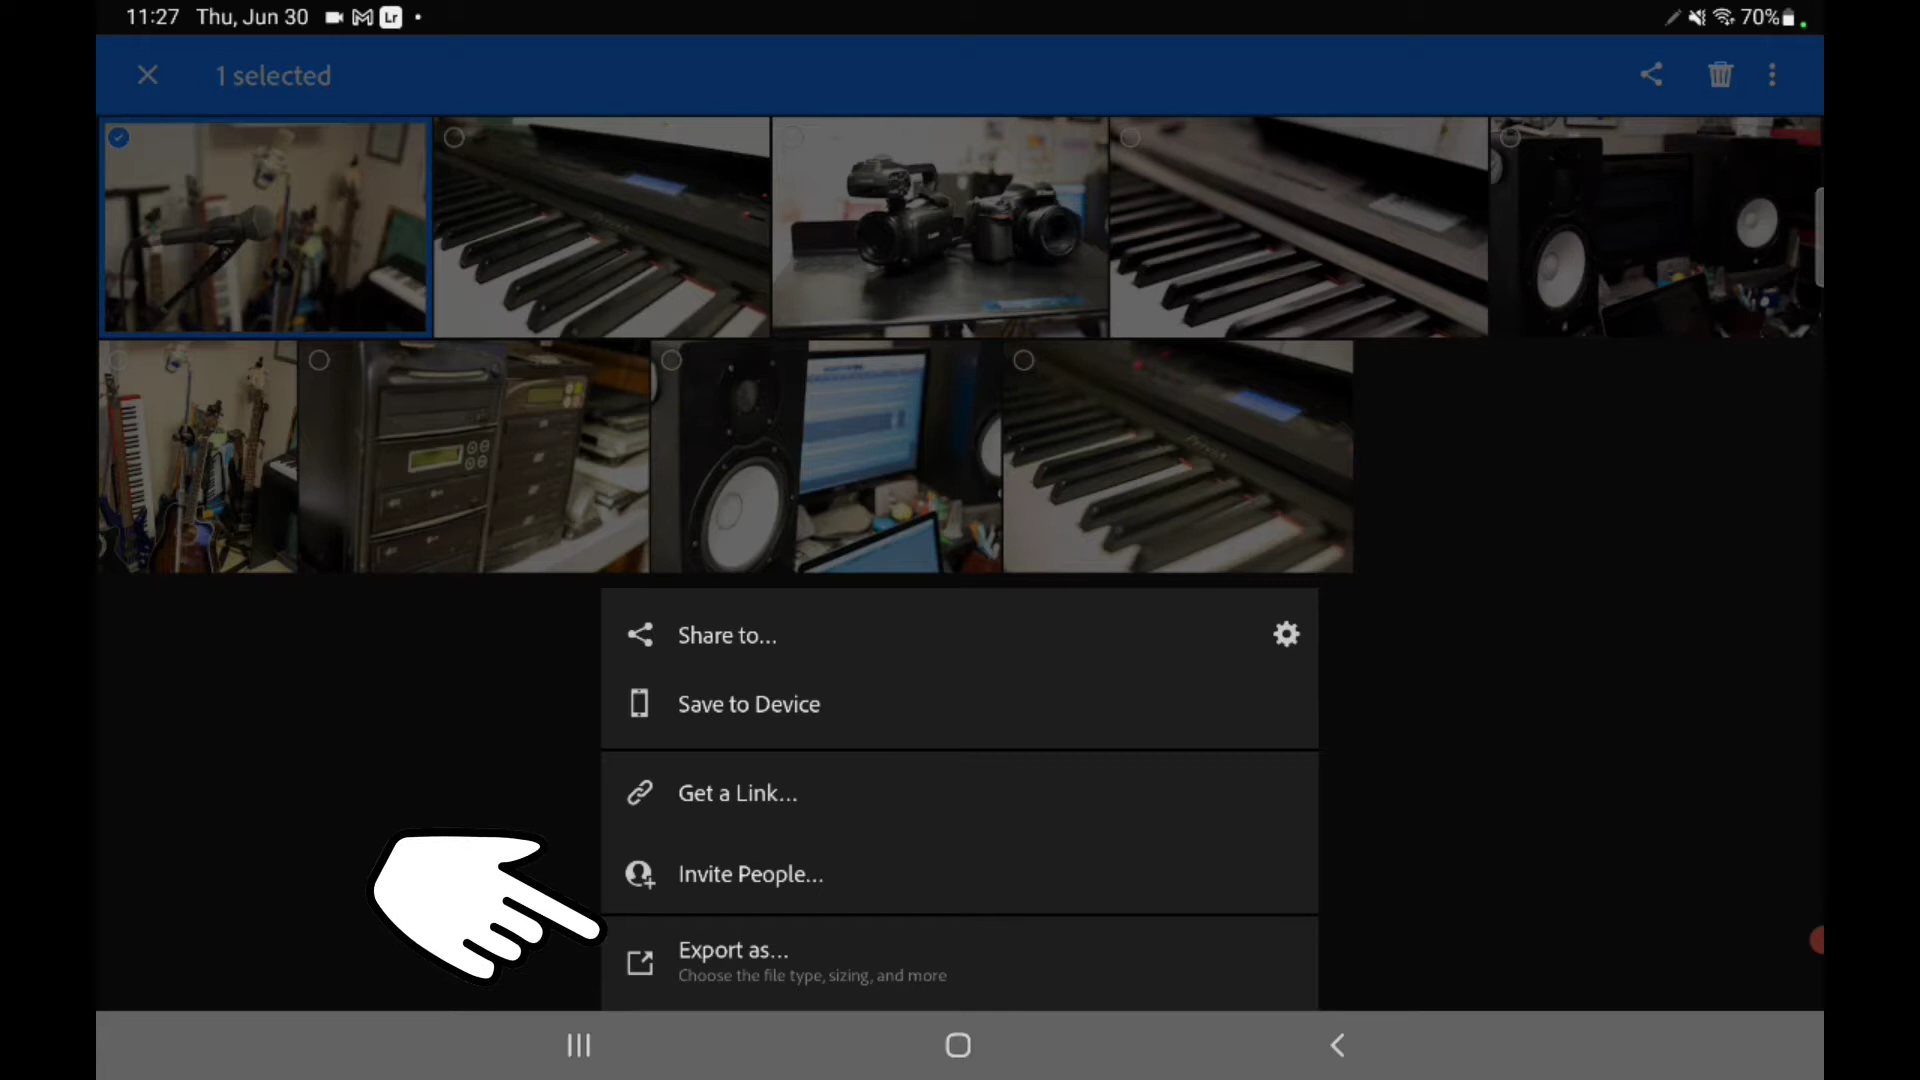 11:27 Thu, Jun 30 Lr 70%
1 selected
Share to...
Save to Device
Get a Link...
Invite People...
Export as...
Choose the file type, sizing, and more